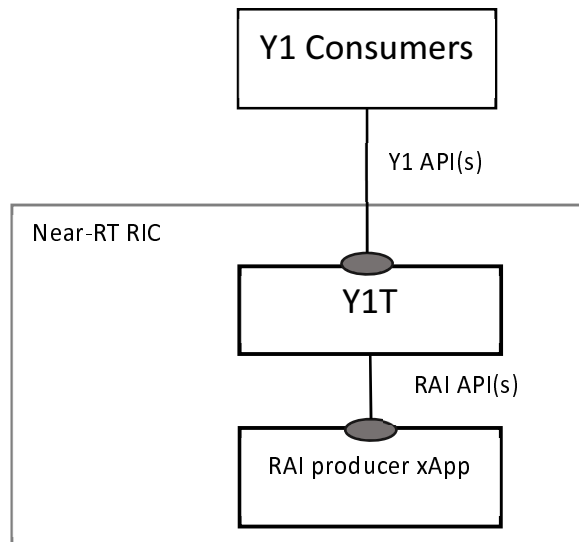 Y1 Consumers
Y1 API(s)
Near-RT RIC
Y1T
RAI API(s)
RAI producer xApp